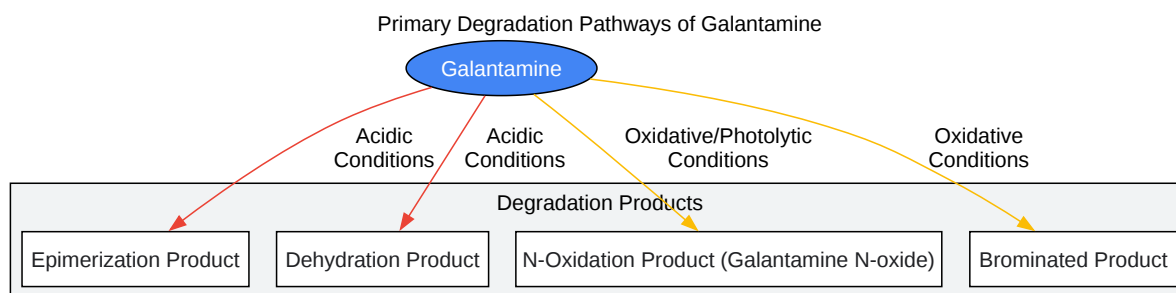 Primary Degradation Pathways of Galantamine
Galantamine
Acidic
Conditions
Acidic
Conditions
Oxidative/Photolytic
Conditions
Oxidative
Conditions
Degradation Products
Epimerization Product
Dehydration Product
N-Oxidation Product (Galantamine N-oxide)
Brominated Product